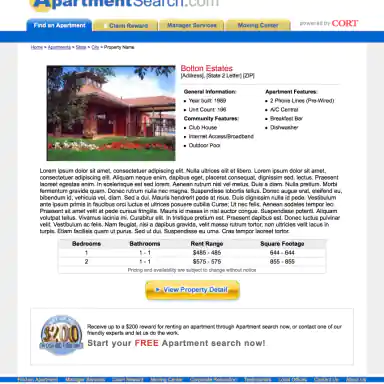 ApartmentSearch.com
Find an Apartment
Claim Reward
Manager Services
Moving Center
powered by CORT
Home > Apartments > State > City > Property Name
Bolton Estates
[Address], [State 2 Letter] [ZIP]
General Information:
Year built: 1989
Unit Count: 196
Community Features:
Club House
Internet Access/Broadband
Outdoor Pool
Apartment Features:
2 Phone Lines (Pre-Wired)
A/C Central
Breakfast Bar
Dishwasher
Lorem ipsum dolor sit amet, consectetuer adipiscing elit. Nulla ultrices elit ut libero. Lorem ipsum dolor sit amet,
consectetuer adipiscing elit. Aliquam neque enim, dapibus eget, placerat consequat, dignissim sed, lectus. Praesent
laoreet egestas enim. In scelerisque est sed lorem. Aenean rutrum nisl vel metus. Duis a diam. Nulla pretium. Morbi
fermentum gravida quam. Donec rutrum nulla nec magna. Suspendisse lobortis tellus. Donec augue erat, eleifend eu,
bibendum id, vehicula vel, diam. Sed a dui. Mauris hendrerit pede at risus. Duis dignissim nulla id pede. Vestibulum
ante ipsum primis in faucibus orci luctus et ultrices posuere cubilia Curae; Ut nec felis. Aenean sodales tempor leo.
Praesent sit amet velit at pede cursus fringilla. Mauris id massa in nisl auctor congue. Suspendisse potenti. Aliquam
volutpat tellus. Vivamus lacinia mi. Curabitur elit. In tristique pretium est. Praesent dapibus est. Donec luctus pulvinar
velit. Vestibulum ac felis. Nam feugiat, nisl a dapibus gravida, velit massa rutrum tortor, non ultricies velit lacus in
turpis. Etiam facilisis quam ut purus. Sed ut dui. Suspendisse eu urna. Cras tempor laoreet tortor.
Bedrooms Bathrooms Rent Range Square Footage
1 1 - 1 $485 - 485 644 - 644
2 1 - 1 $575 - 575 855 - 855
Pricing and availability are subject to change without notice
View Property Detail
$200
Receive up to a $200 reward for renting an apartment through Apartment search now, or contact one of our
friendly experts and let us do the work.
Start your FREE Apartment search now!
Find an Apartment Manager Services Claim Reward Moving Center Corporate Relocation Testimonials Local Offices Contact Us About Us